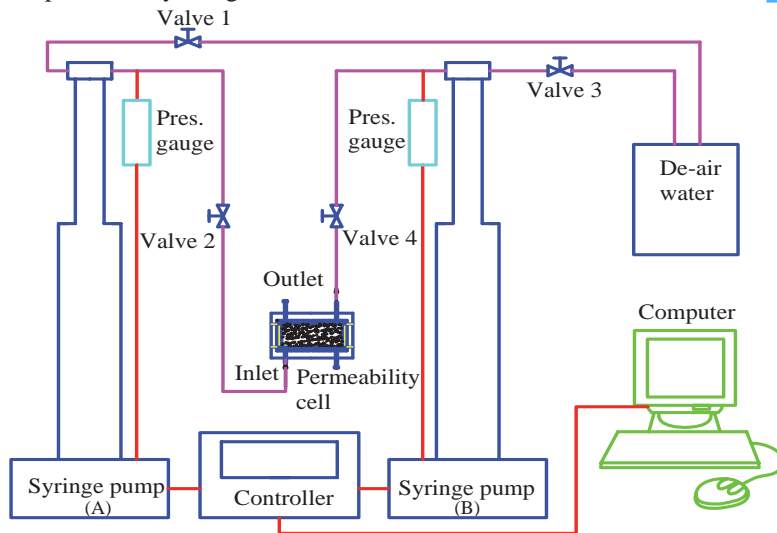 Valve 1
Pres.
gauge
Pres.
gauge
Valve 3
De-air
water
Valve 2
Valve 4
Outlet
Computer
Inlet
Permeability
cell
Syringe pump
(A)
Controller
Syringe pump
(B)